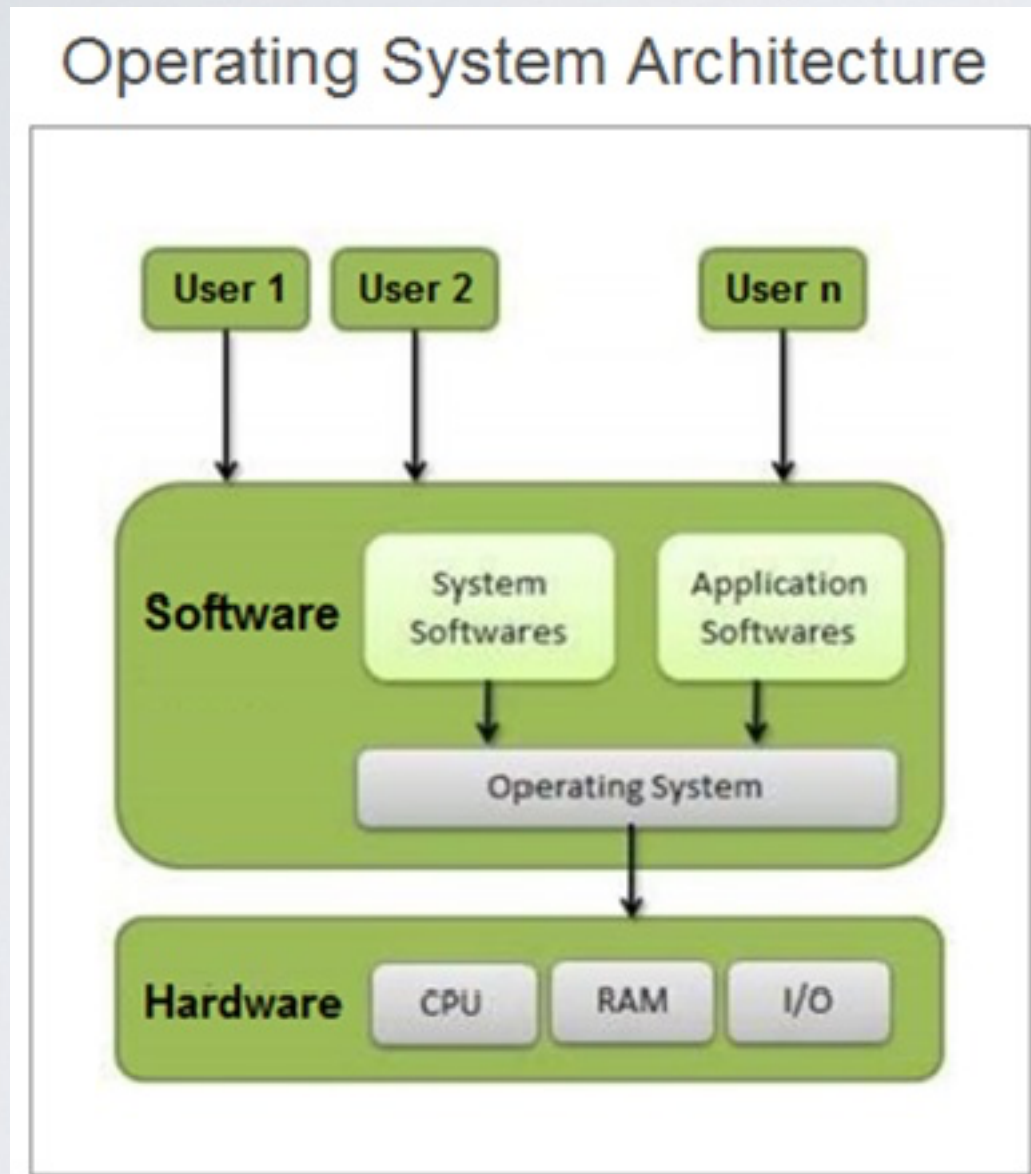 Operating System Architecture
User 1
User 2
User n
Software
System
Softwares
Application
Softwares
Operating System
Hardware
CPU
RAM
I/O